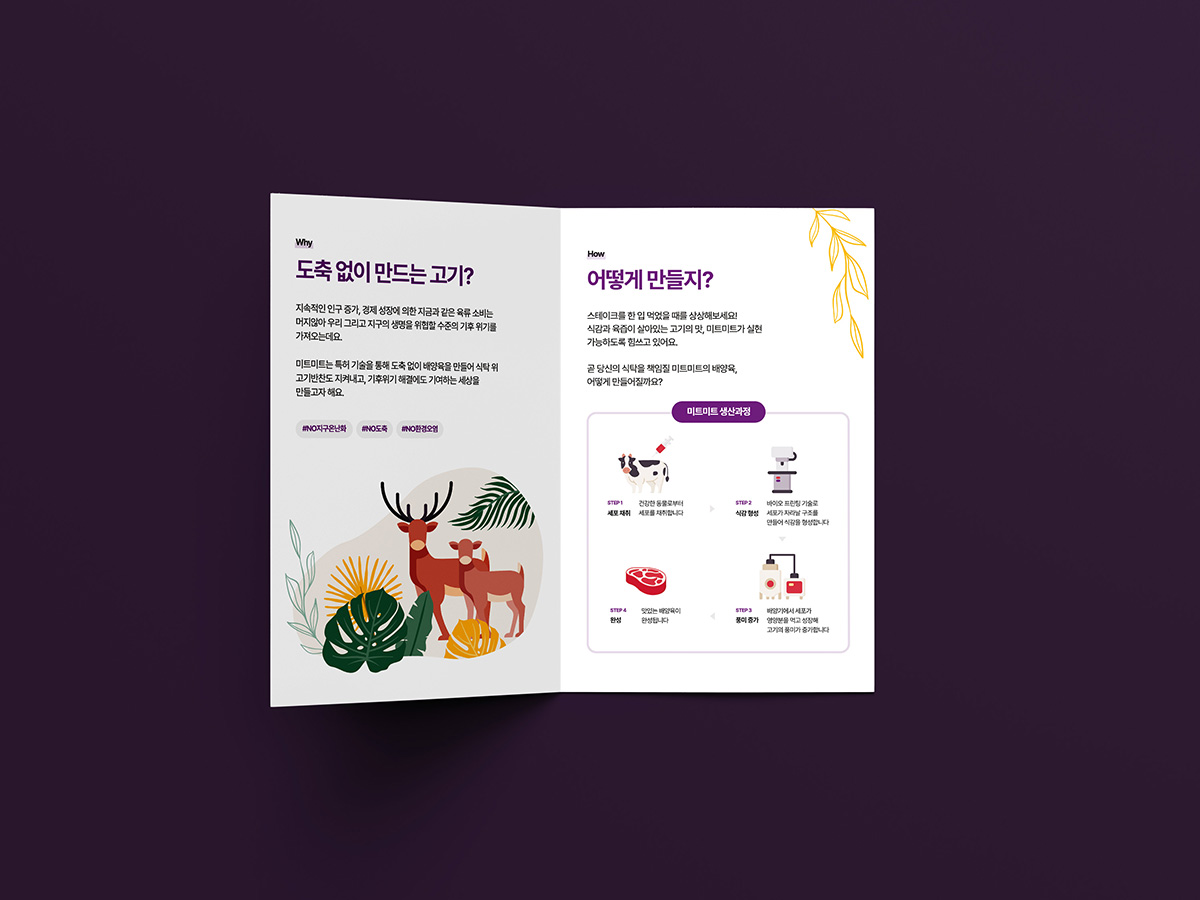 Why
도축 없이 만드는 고기?
지속적인 인구 증가, 경제 성장에 의한 지금과 같은 육류 소비는
머지않아 우리 그리고 지구의 생명을 위협할 수준의 기후 위기를
가져오는데요.
미트미트는 특허 기술을 통해 도축 없이 배양육을 만들어 식탁 위
고기반찬도 지켜내고, 기후위기 해결에도 기여하는 세상을
만들고자 해요.
#NO지구온난화 #NO도축 #NO환경오염
How
어떻게 만들지?
스테이크를 한 입 먹었을 때를 상상해보세요!
식감과 육즙이 살아있는 고기의 맛, 미트미트가 실현
가능하도록 힘쓰고 있어요.
곧 당신의 식탁을 책임질 미트미트의 배양육,
어떻게 만들어질까요?
미트미트 생산과정
STEP 1
세포 채취
건강한 동물로부터
세포를 채취합니다
STEP 2
식감 형성
바이오 프린팅 기술로
세포가 자라날 구조를
만들어 식감을 형성합니다
STEP 4
완성
맛있는 배양육이
완성됩니다
STEP 3
풍미 증가
배양기에서 세포가
영양분을 먹고 성장해
고기의 풍미가 증가합니다